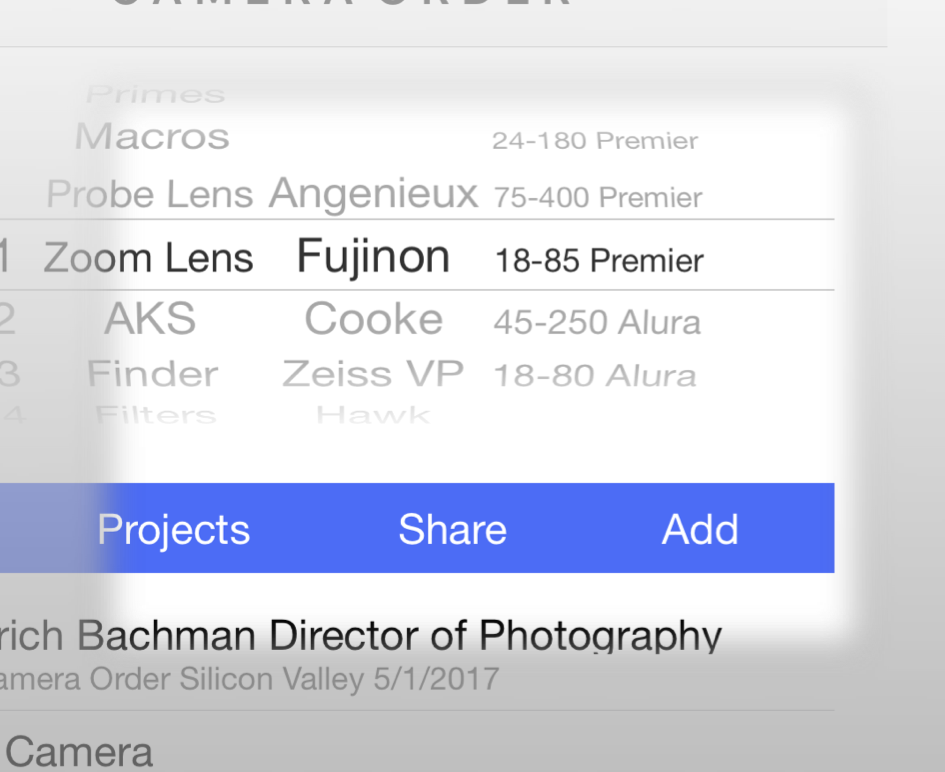 CAMERA ORDER
Primes
Macros 24-180 Premier
Probe Lens Angenieux 75-400 Premier
1 Zoom Lens Fujinon 18-85 Premier
2 AKS Cooke 45-250 Alura
3 Finder Zeiss VP 18-80 Alura
4 Filters Hawk
Projects Share Add
rich Bachman Director of Photography
amera Order Silicon Valley 5/1/2017
Camera